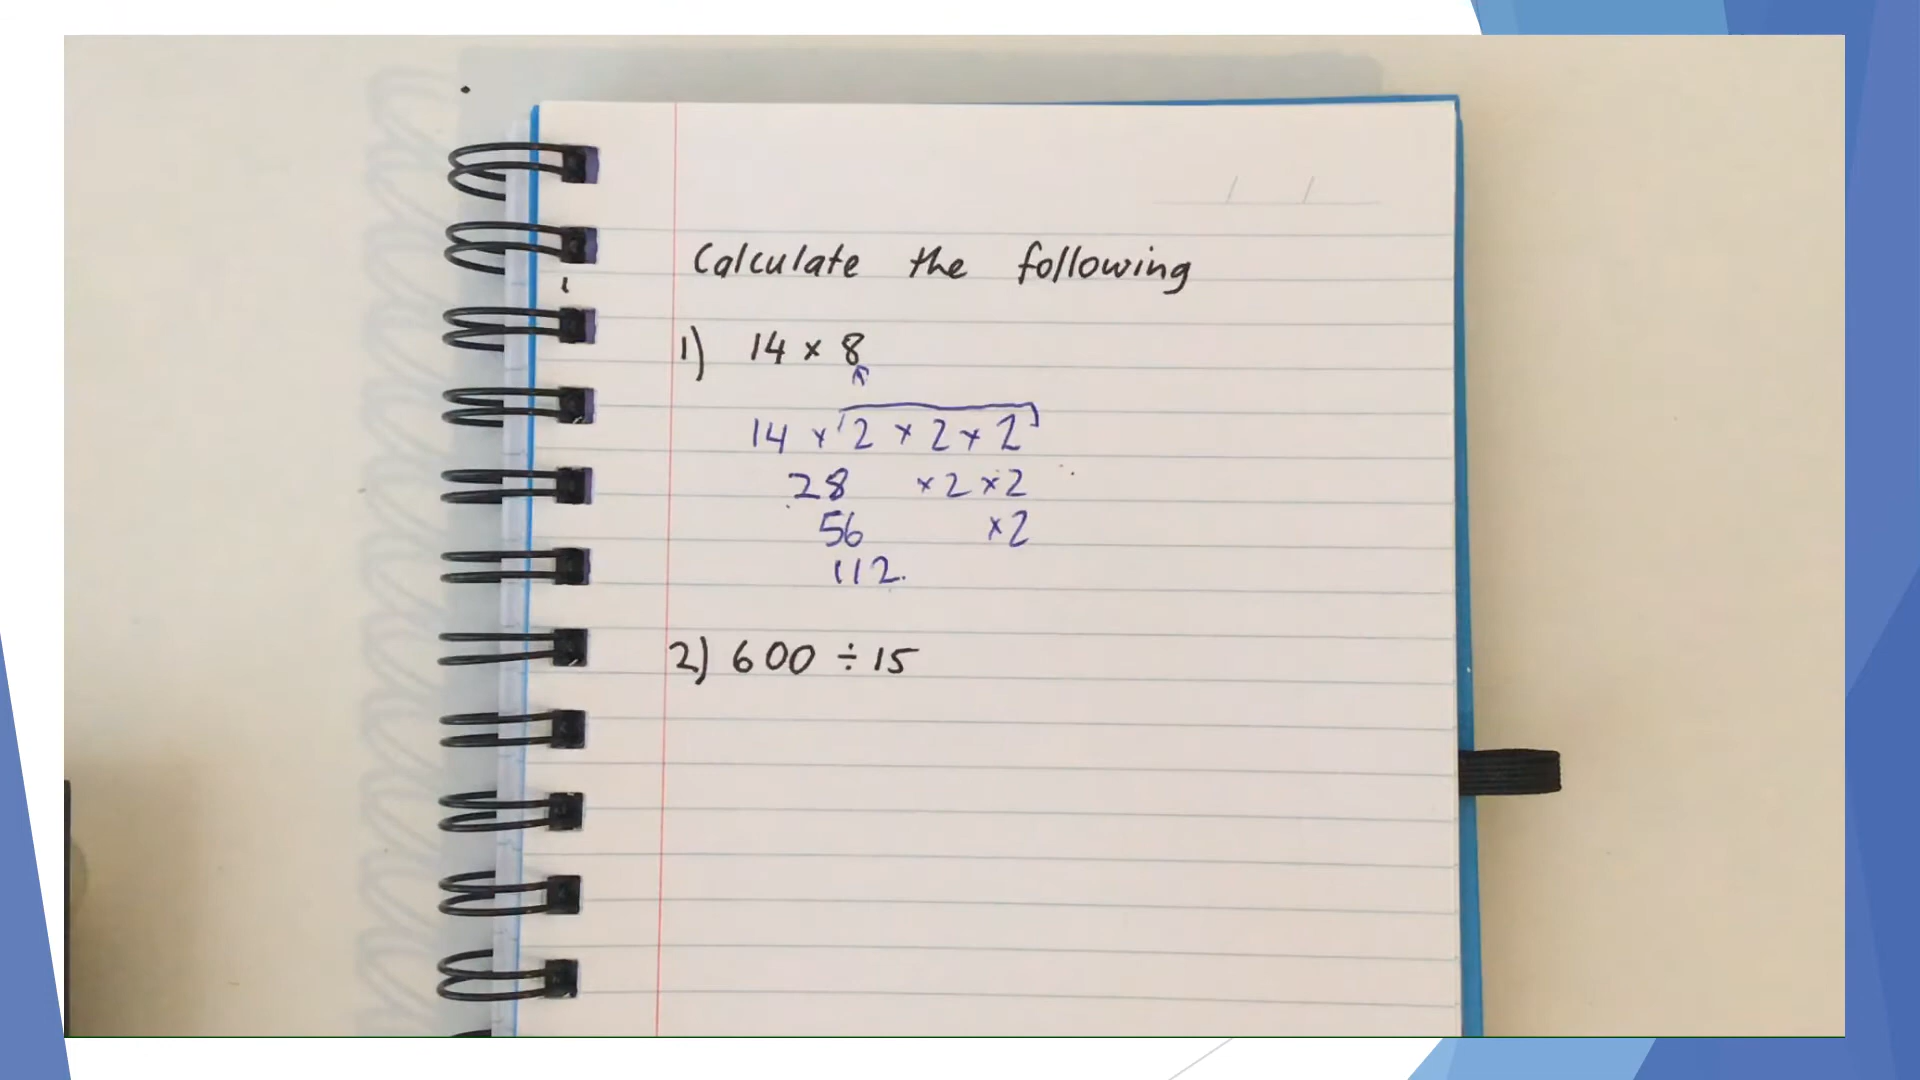 Calculate the following
1) 14 × 8
14 × 2 × 2 × 2
28 × 2 × 2
56 × 2
112.
2) 600 ÷ 15